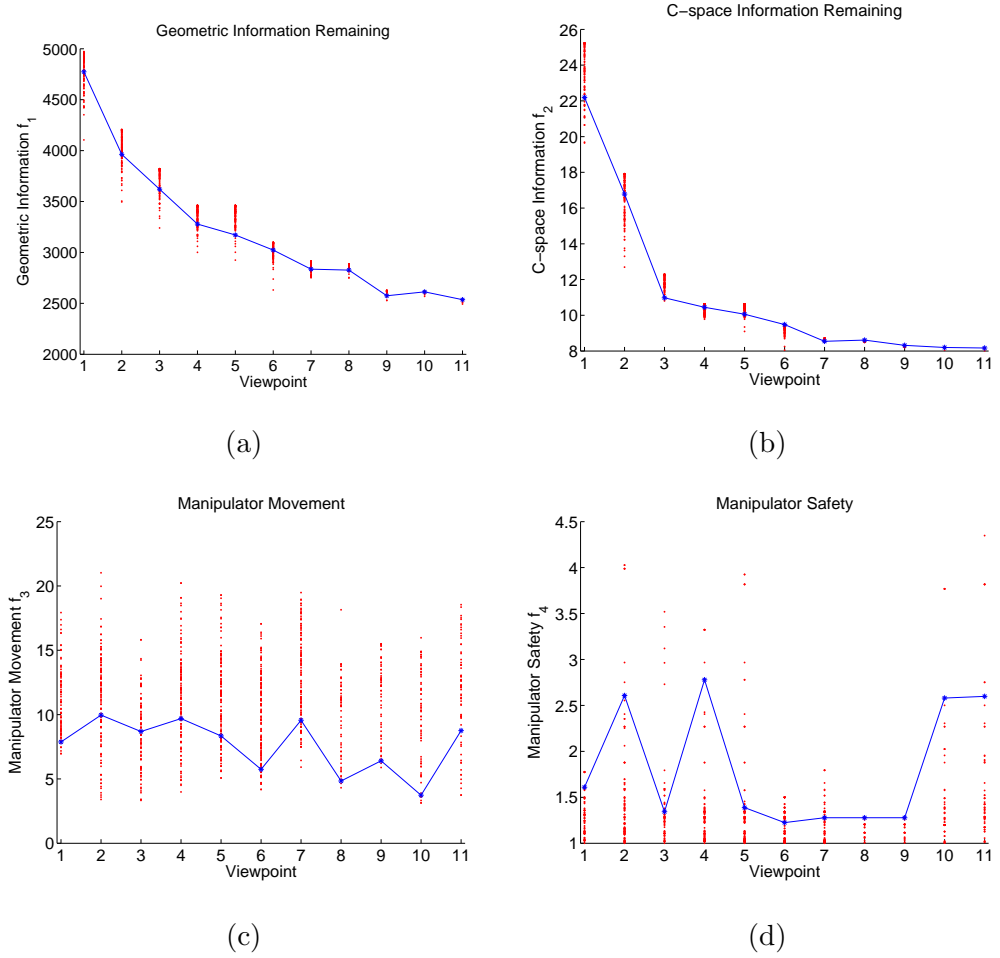 Geometric Information Remaining
5000
4500
4000
3500
3000
2500
2000
Geometric Information f_1
1 2 3 4 5 6 7 8 9 10 11
Viewpoint
(a)
C-space Information Remaining
26
24
22
20
18
16
14
12
10
8
C-space Information f_2
1 2 3 4 5 6 7 8 9 10 11
Viewpoint
(b)
Manipulator Movement
25
20
15
10
5
0
Manipulator Movement f_3
1 2 3 4 5 6 7 8 9 10 11
Viewpoint
(c)
Manipulator Safety
4.5
4
3.5
3
2.5
2
1.5
1
Manipulator Safety f_4
1 2 3 4 5 6 7 8 9 10 11
Viewpoint
(d)